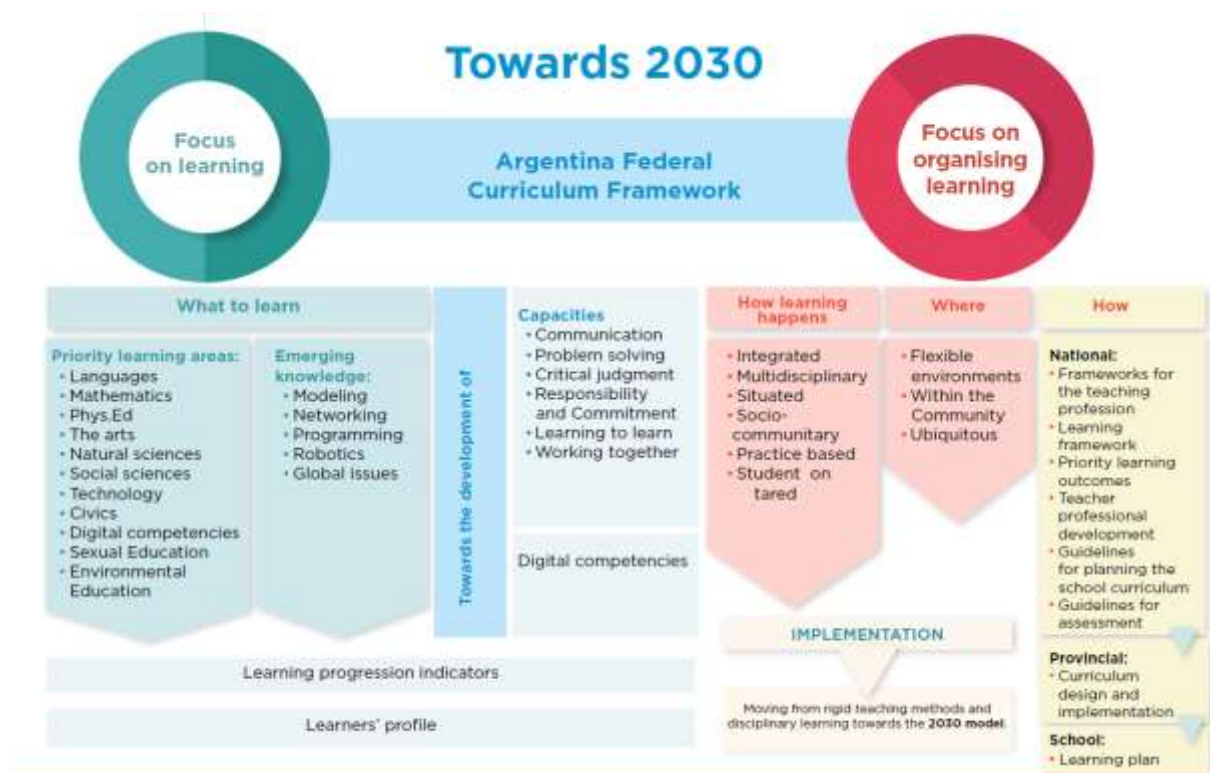 Towards 2030
Focus
on learning
Argentina Federal
Curriculum Framework
Focus on
organising
learning
What to learn
Priority learning areas:
• Languages
• Mathematics
• Phys.Ed
• The arts
• Natural sciences
• Social sciences
• Technology
• Civics
• Digital competencies
• Sexual Education
• Environmental
Education
Emerging
knowledge:
• Modeling
• Networking
• Programming
• Robotics
• Global issues
Towards the development of
Capacities
• Communication
• Problem solving
• Critical judgment
• Responsibility
and Commitment
• Learning to learn
• Working together
Digital competencies
Learning progression indicators
Learners' profile
How learning
happens
• Integrated
• Multidisciplinary
• Situated
• Socio-
communitary
• Practice based
• Student on
tared
Where
• Flexible
environments
• Within the
Community
• Ubiquitous
IMPLEMENTATION
Moving from rigid teaching methods and
disciplinary learning towards the 2030 model
How
National:
• Frameworks for
the teaching
profession
• Learning
framework
• Priority learning
outcomes
• Teacher
professional
development
• Guidelines
for planning the
school curriculum
• Guidelines for
assessment
Provincial:
• Curriculum
design and
implementation
School:
• Learning plan